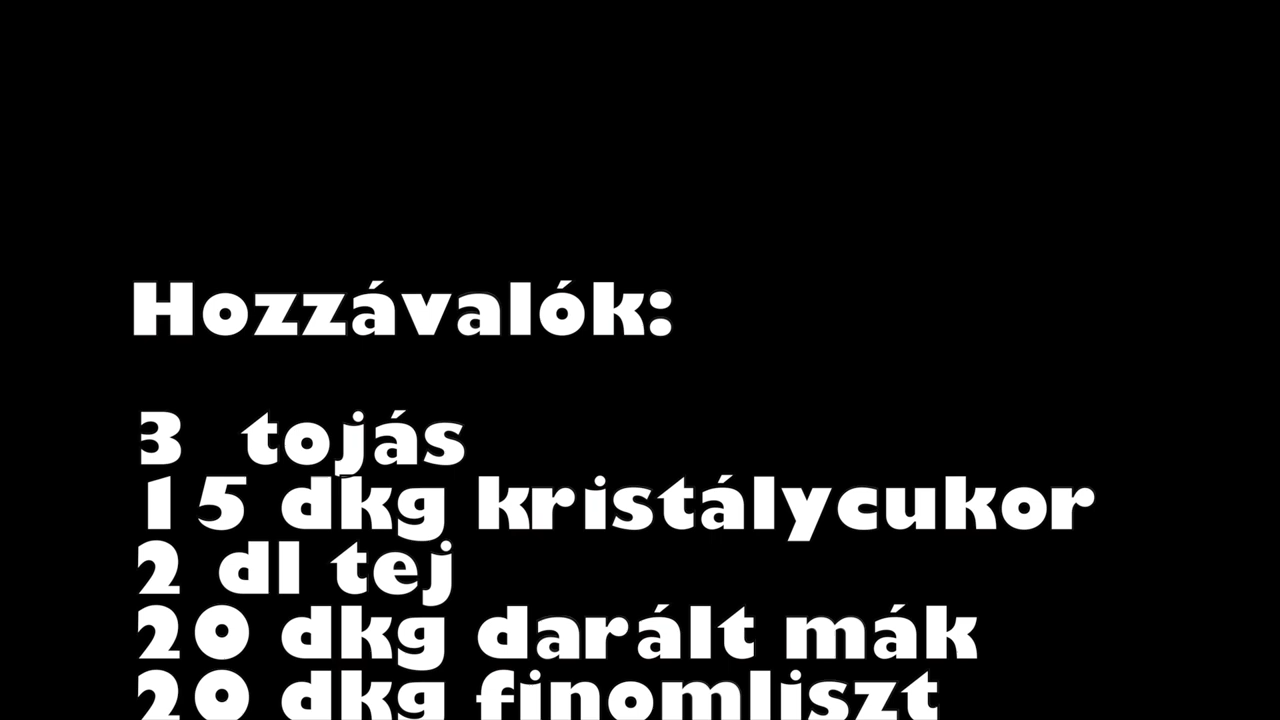 Hozzávalók:
3 tojás
15 dkg kristálycukor
2 dl tej
20 dkg darált mák
20 dkg finomliszt